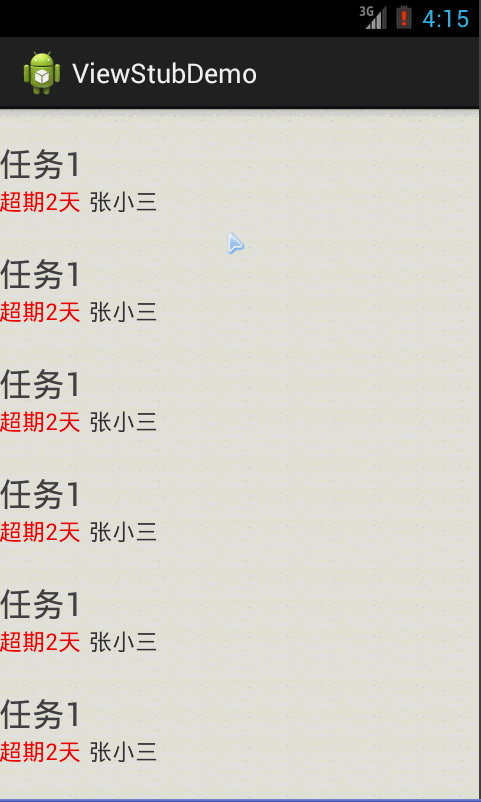 3G 4:15
ViewStubDemo
任务1
超期2天 张小三
任务1
超期2天 张小三
任务1
超期2天 张小三
任务1
超期2天 张小三
任务1
超期2天 张小三
任务1
超期2天 张小三